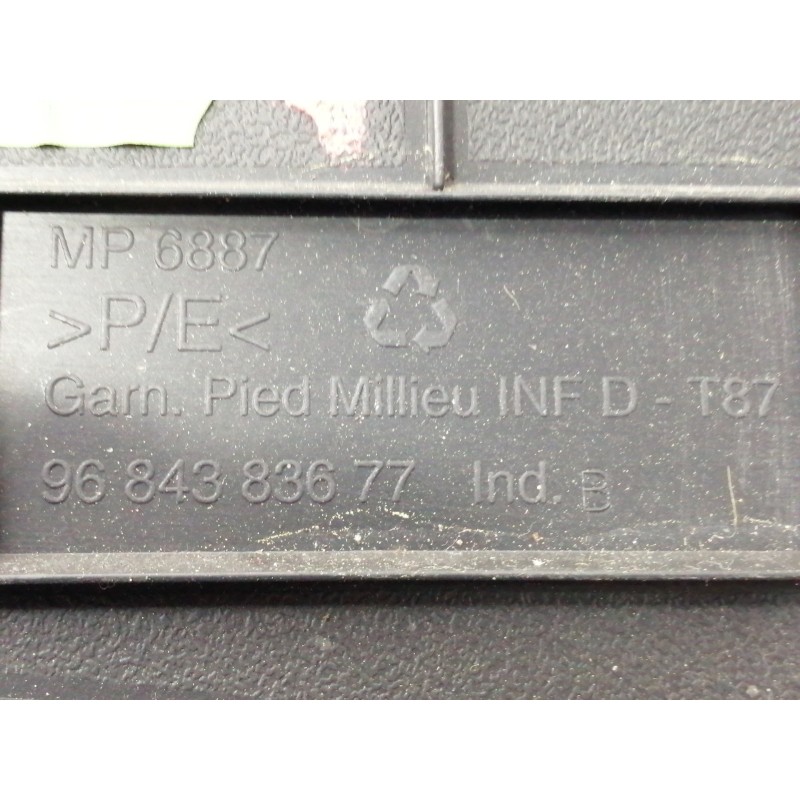 MP 6887
>P/E<
Garn. Pied Millieu INF D - T87
96 843 836 77 Ind. B